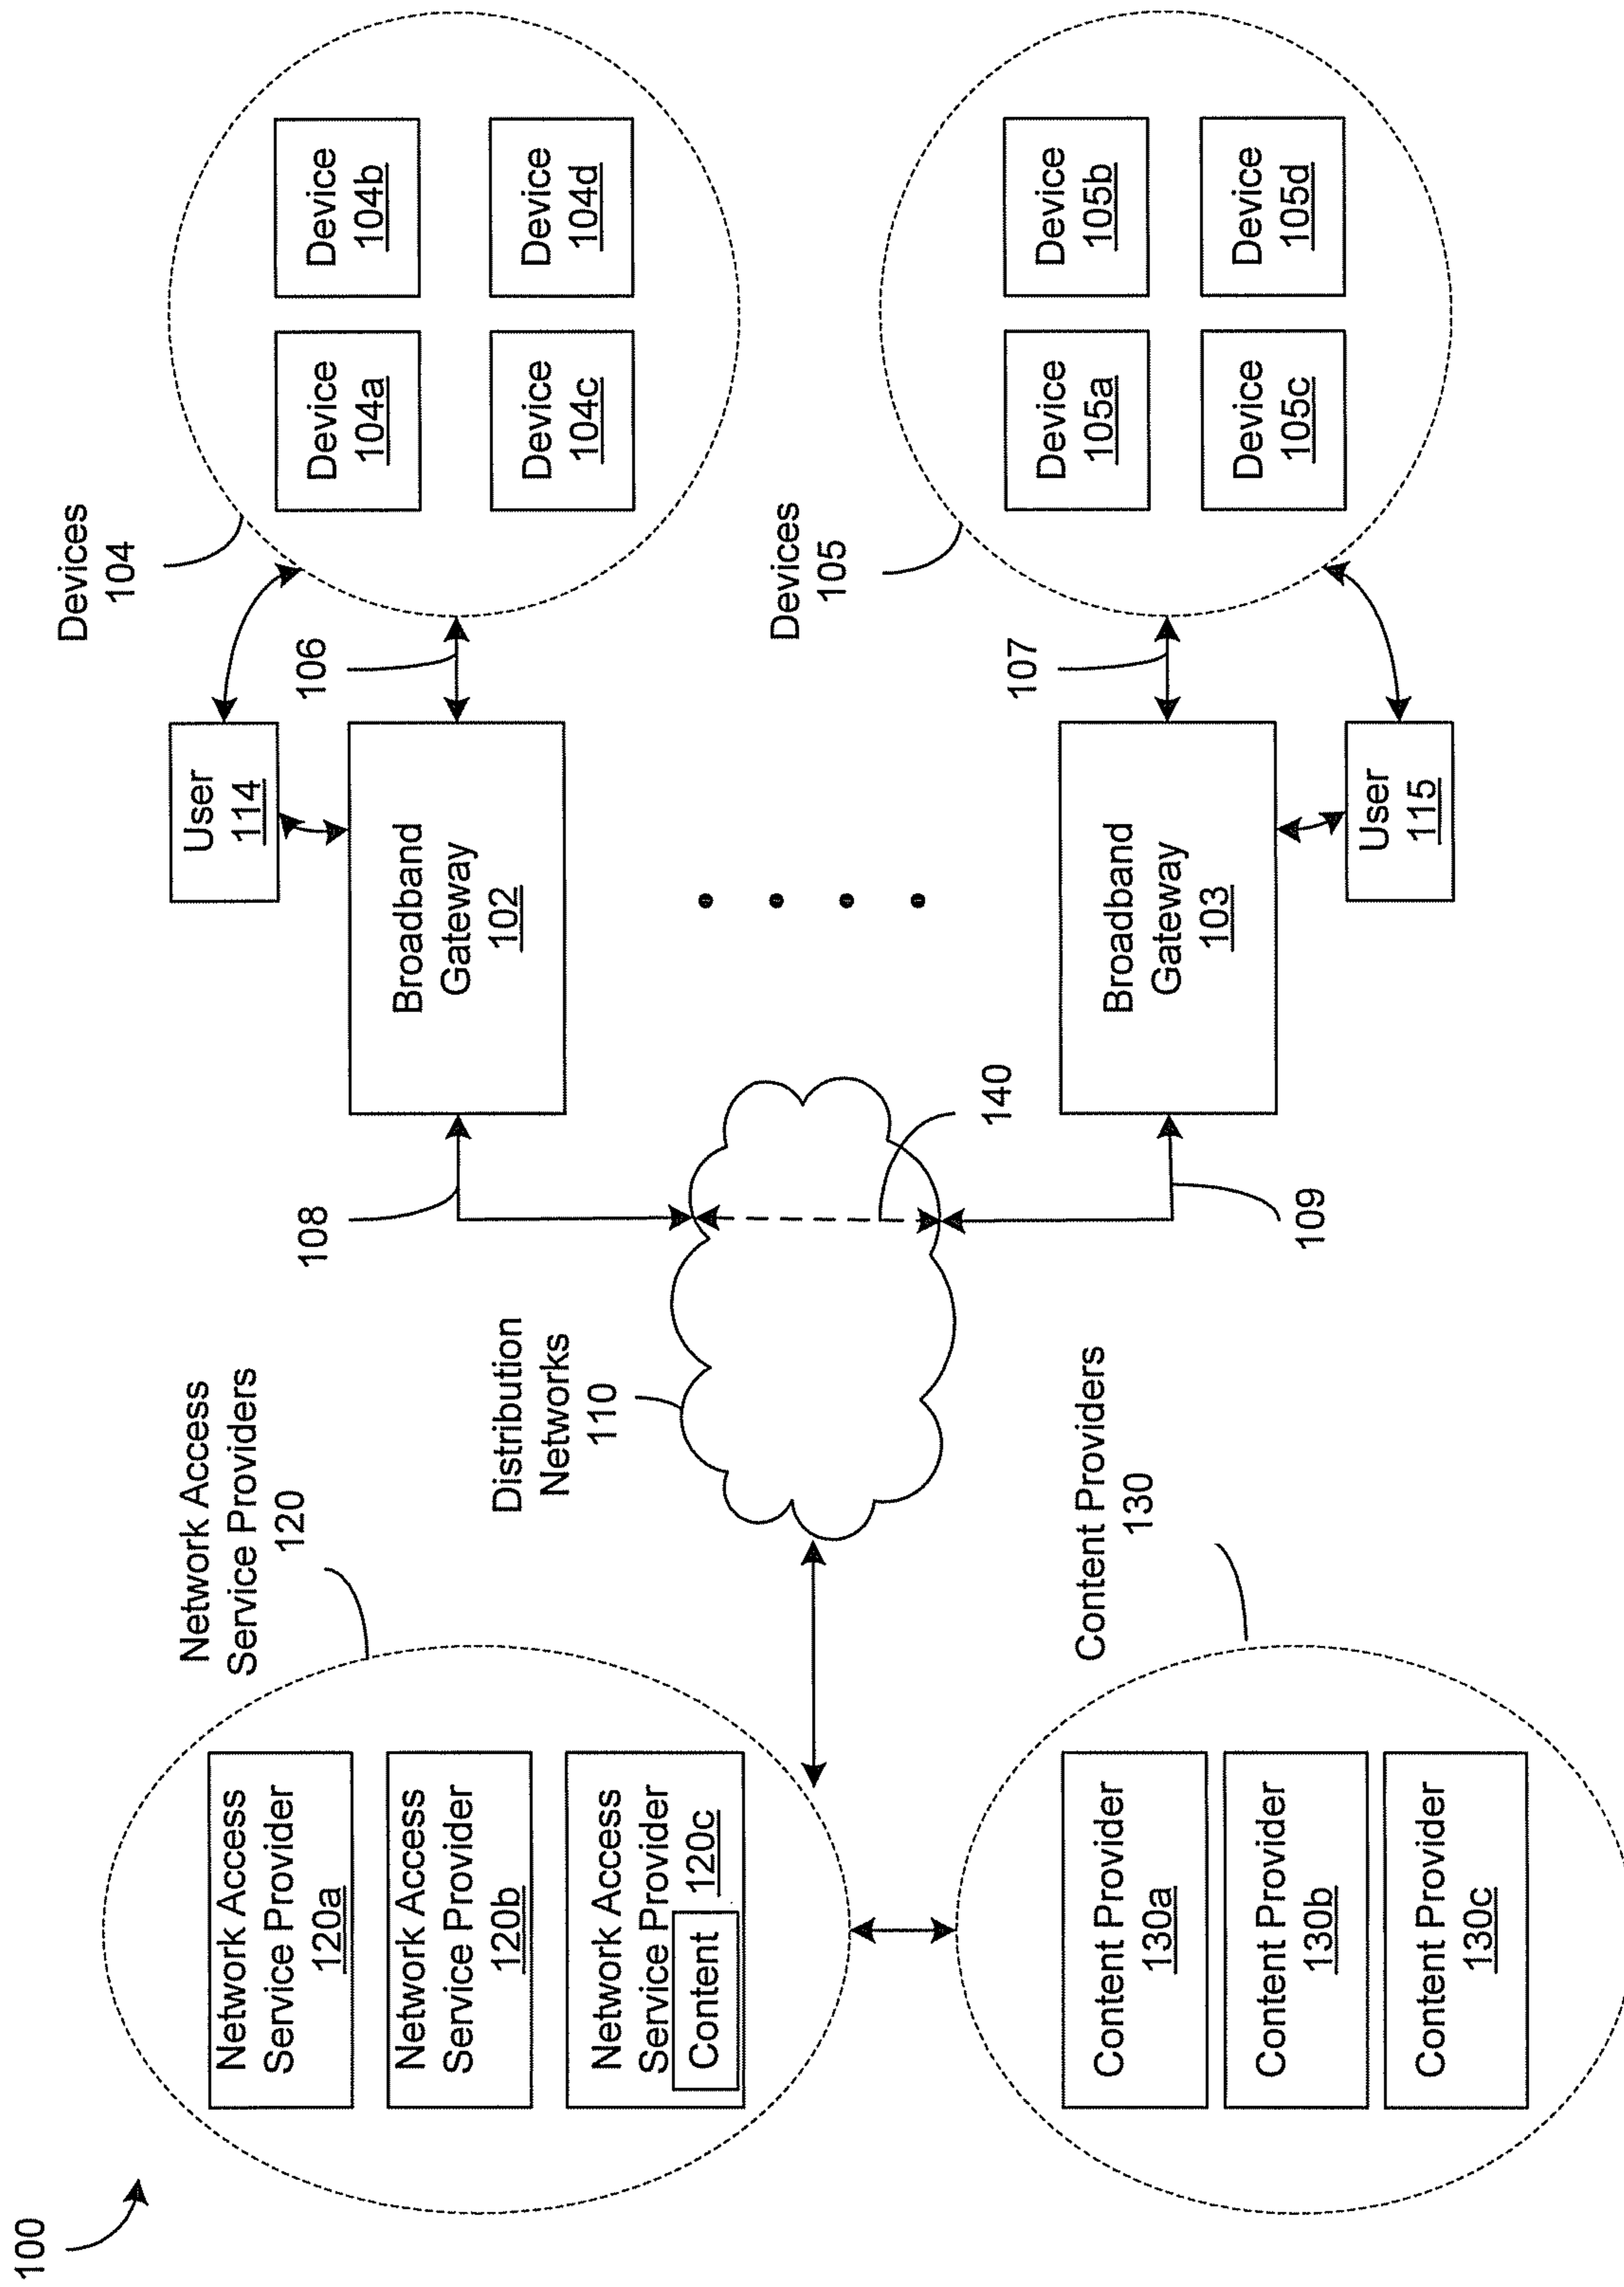 100
Network Access
Service Providers
120
Network Access
Service Provider
120a
Network Access
Service Provider
120b
Network Access
Service Provider
120c
Content
Content Providers
130
Content Provider
130a
Content Provider
130b
Content Provider
130c
Distribution
Networks
110
108
140
109
User
114
Broadband
Gateway
102
Broadband
Gateway
103
User
115
106
107
Devices
104
Device
104a
Device
104b
Device
104c
Device
104d
Devices
105
Device
105a
Device
105b
Device
105c
Device
105d